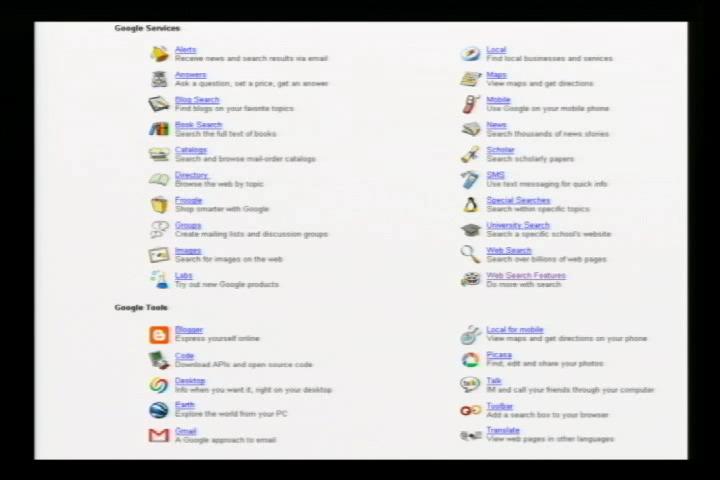 Google Services
Alerts
Receive news and search results via email
Answers
Ask a question, set a price, get an answer
Blog Search
Find blogs on your favorite topics
Book Search
Search the full text of books
Catalogs
Search and browse mail-order catalogs
Directory
Browse the web by topic
Froogle
Shop smarter with Google
Groups
Create mailing lists and discussion groups
Images
Search for images on the web
Labs
Try out new Google products
Local
Find local businesses and services
Maps
View maps and get directions
Mobile
Use Google on your mobile phone
News
Search thousands of news stories
Scholar
Search scholarly papers
SMS
Use text messaging for quick info
Special Searches
Search within specific topics
University Search
Search a specific school's website
Web Search
Search over billions of web pages
Web Search Features
Do more with search
Google Tools
Blogger
Express yourself online
Code
Download APIs and open source code
Desktop
Info when you want it, right on your desktop
Earth
Explore the world from your PC
Gmail
A Google approach to email
Local for mobile
View maps and get directions on your phone
Picasa
Find, edit and share your photos
talk
Talk
IM and call your friends through your computer
Toolbar
Add a search box to your browser
Translate
View web pages in other languages